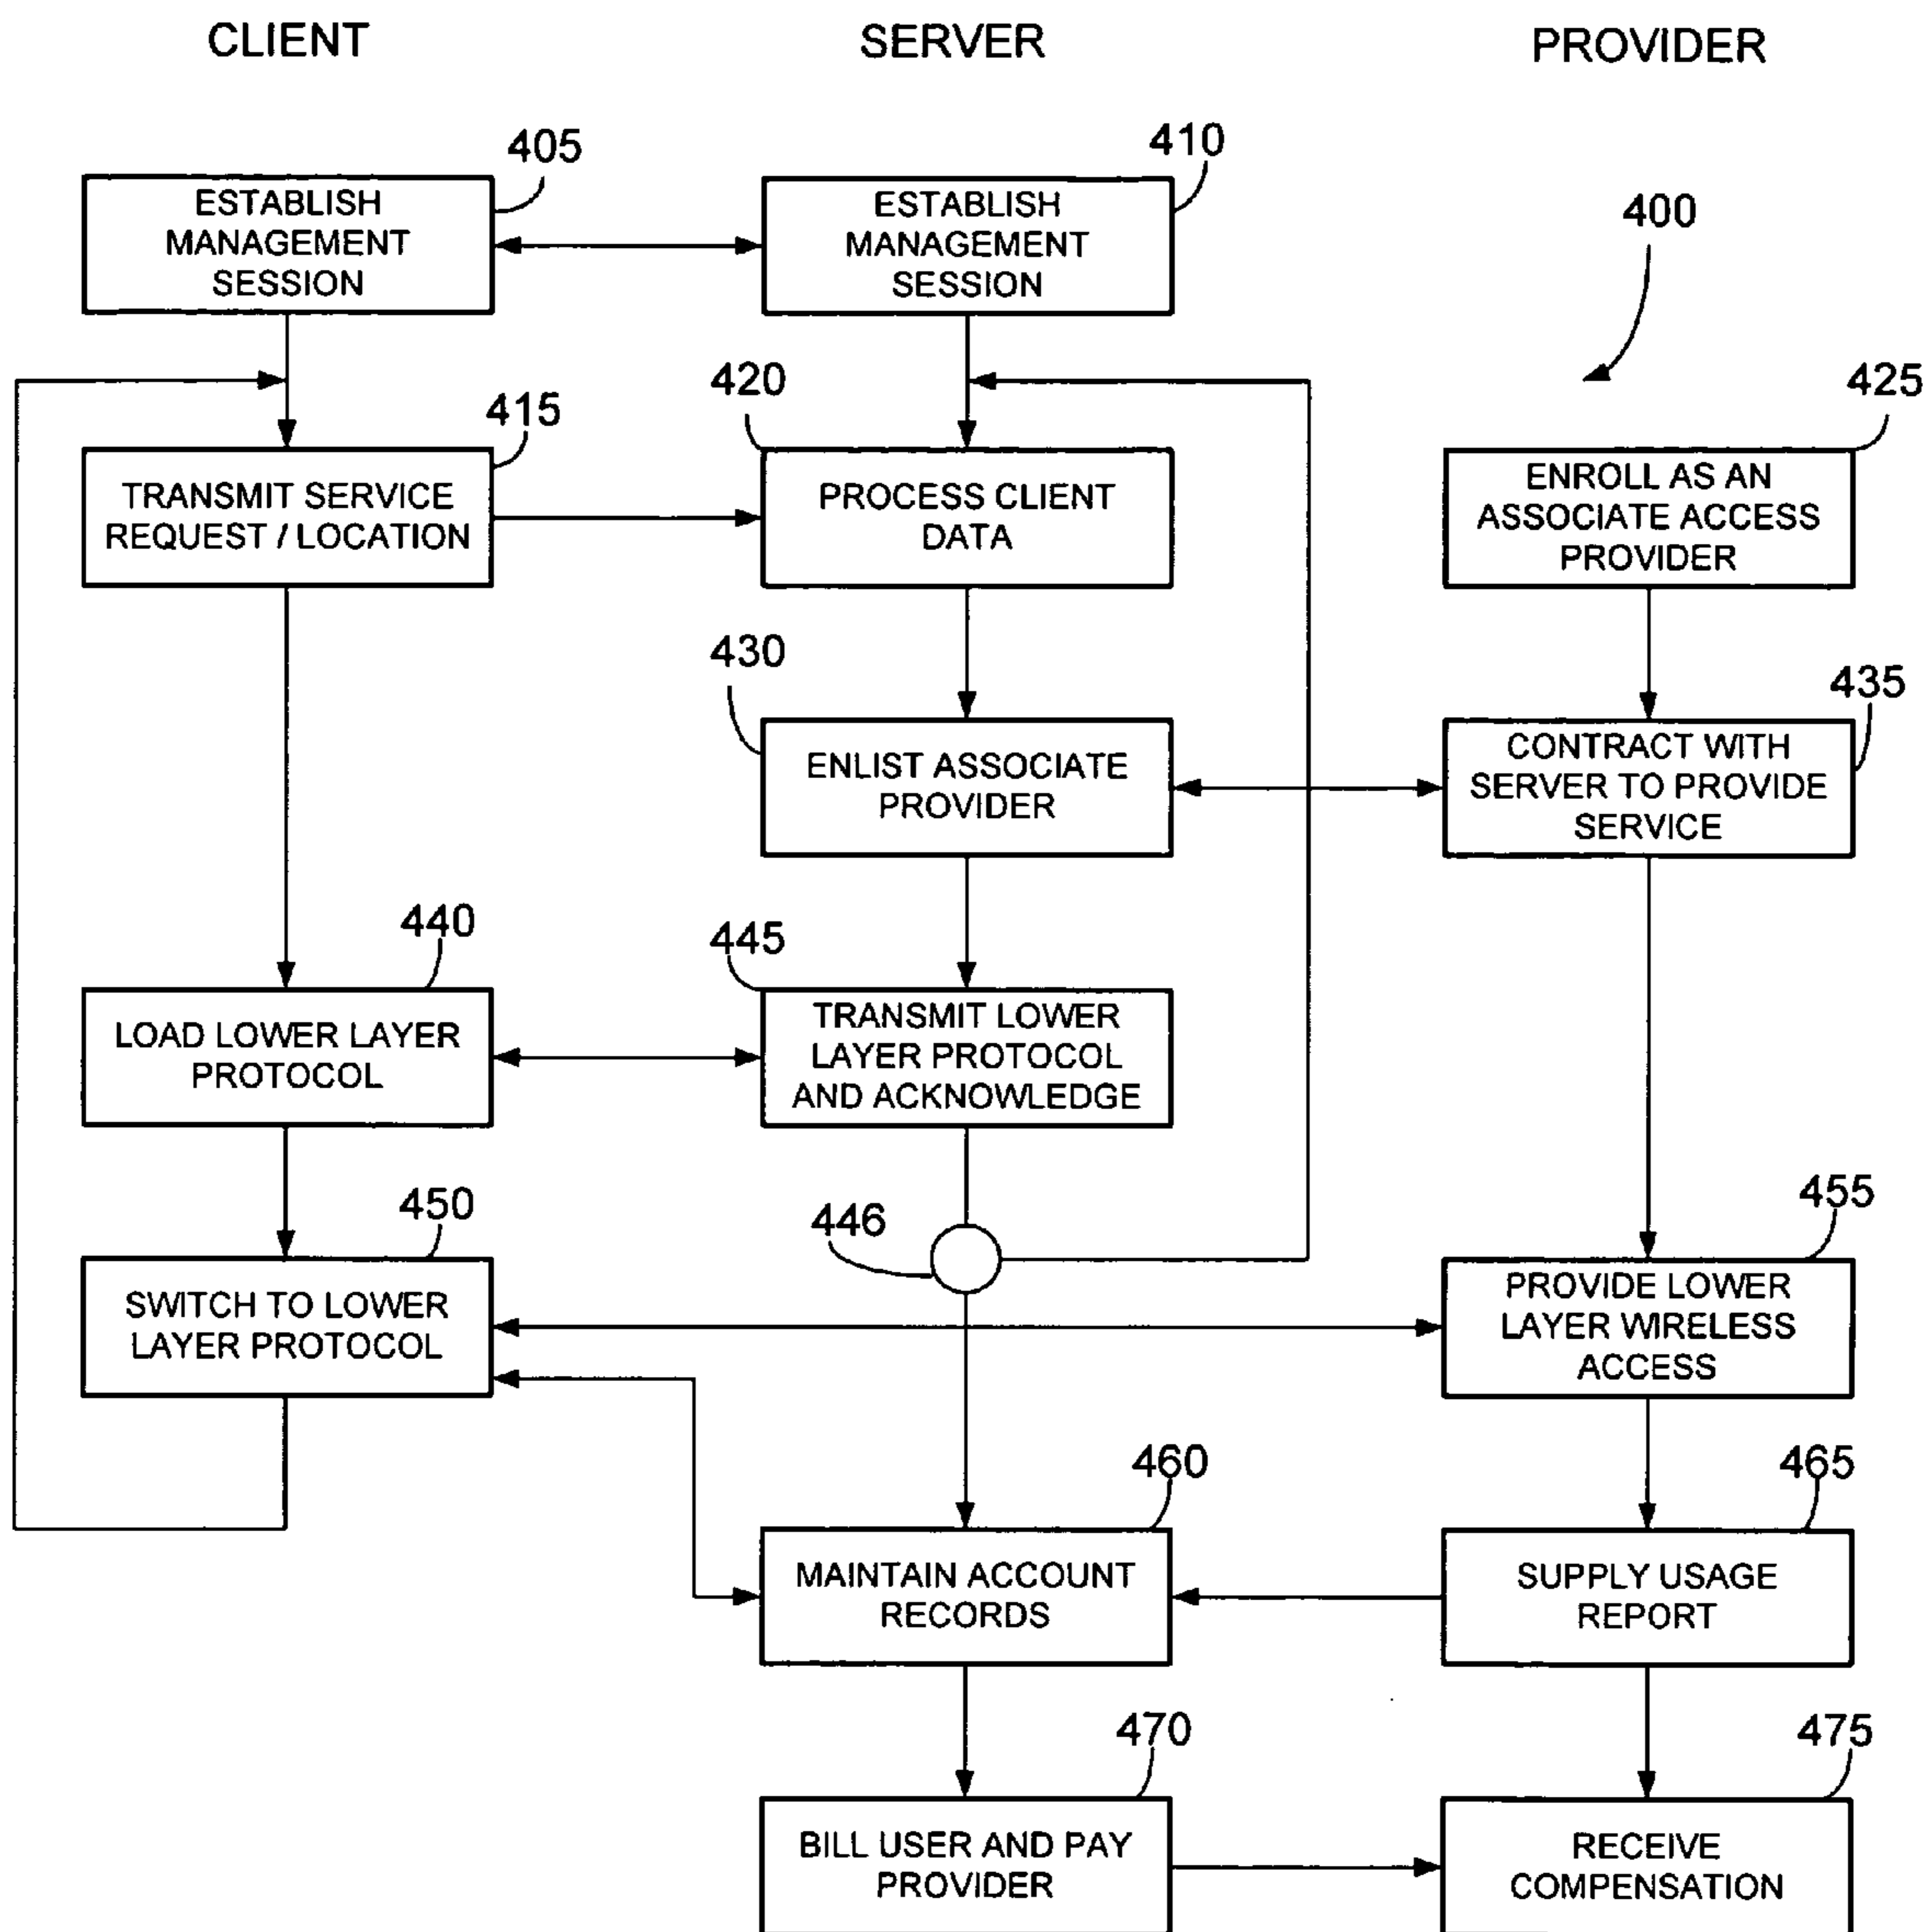 CLIENT
SERVER
PROVIDER
405
410
ESTABLISH
MANAGEMENT
SESSION
ESTABLISH
MANAGEMENT
SESSION
400
415
420
425
TRANSMIT SERVICE
REQUEST / LOCATION
PROCESS CLIENT
DATA
ENROLL AS AN
ASSOCIATE ACCESS
PROVIDER
430
435
ENLIST ASSOCIATE
PROVIDER
CONTRACT WITH
SERVER TO PROVIDE
SERVICE
440
445
LOAD LOWER LAYER
PROTOCOL
TRANSMIT LOWER
LAYER PROTOCOL
AND ACKNOWLEDGE
450
446
455
SWITCH TO LOWER
LAYER PROTOCOL
PROVIDE LOWER
LAYER WIRELESS
ACCESS
460
465
MAINTAIN ACCOUNT
RECORDS
SUPPLY USAGE
REPORT
470
475
BILL USER AND PAY
PROVIDER
RECEIVE
COMPENSATION